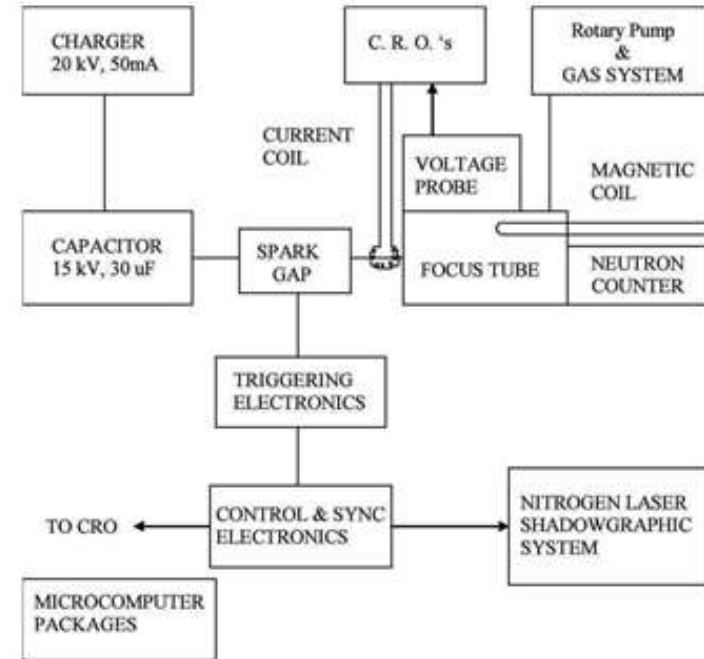 CHARGER
20 kV, 50mA
C. R. O. ‘s
Rotary Pump
&
GAS SYSTEM
CURRENT
COIL
VOLTAGE
PROBE
MAGNETIC
COIL
CAPACITOR
15 kV, 30 uF
SPARK
GAP
FOCUS TUBE
NEUTRON
COUNTER
TRIGGERING
ELECTRONICS
TO CRO
CONTROL & SYNC
ELECTRONICS
NITROGEN LASER
SHADOWGRAPHIC
SYSTEM
MICROCOMPUTER
PACKAGES